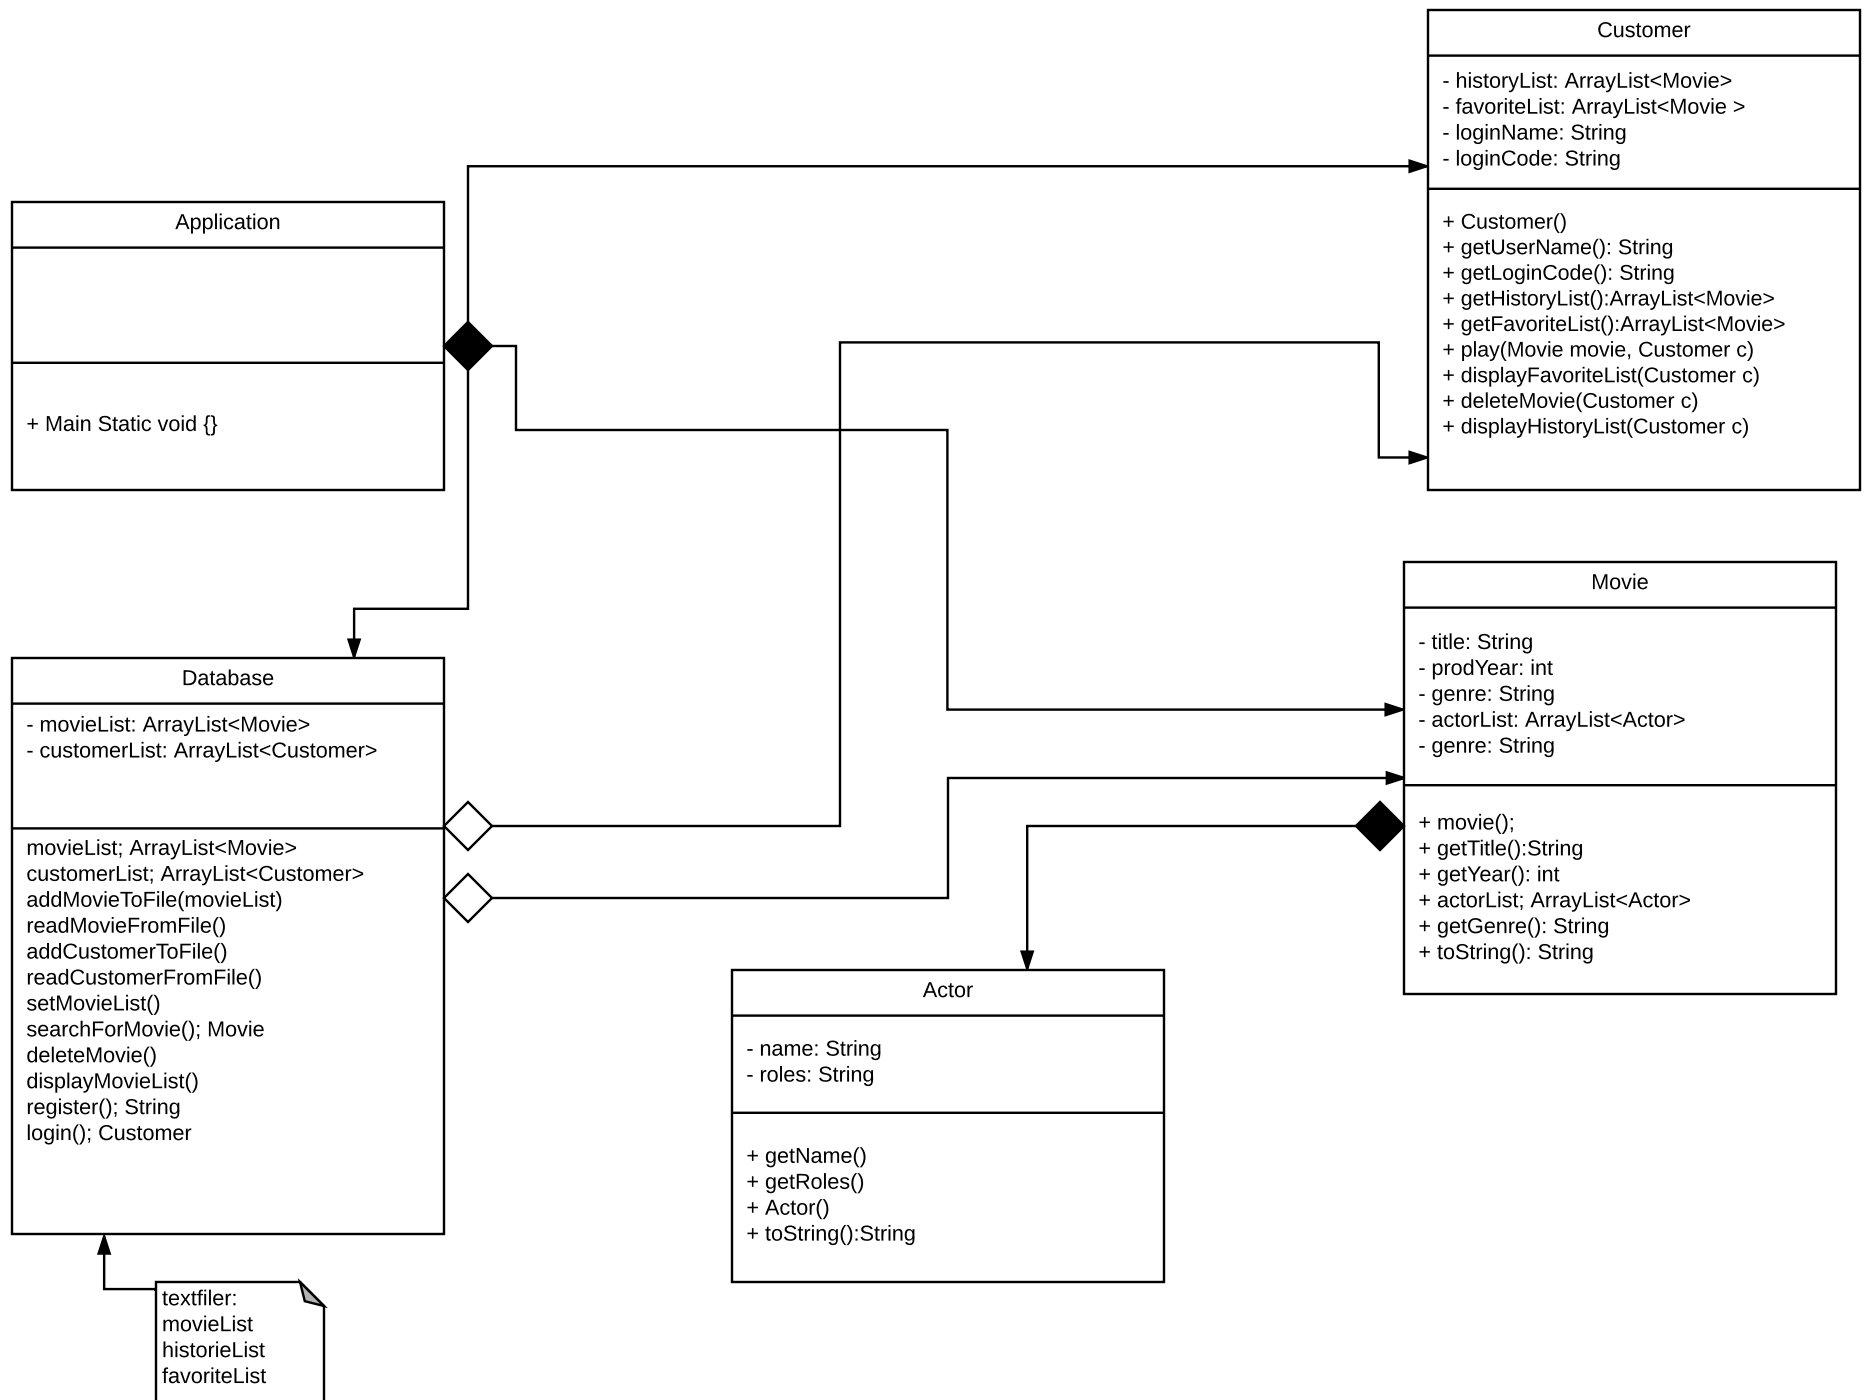 Customer
- historyList: ArrayList<Movie>
- favoriteList: ArrayList<Movie >
- loginName: String
- loginCode: String
+ Customer()
+ getUserName(): String
+ getLoginCode(): String
+ getHistoryList():ArrayList<Movie>
+ getFavoriteList():ArrayList<Movie>
+ play(Movie movie, Customer c)
+ displayFavoriteList(Customer c)
+ deleteMovie(Customer c)
+ displayHistoryList(Customer c)
Application
+ Main Static void {}
Movie
- title: String
- prodYear: int
- genre: String
- actorList: ArrayList<Actor>
- genre: String
+ movie();
+ getTitle():String
+ getYear(): int
+ actorList; ArrayList<Actor>
+ getGenre(): String
+ toString(): String
Database
- movieList: ArrayList<Movie>
- customerList: ArrayList<Customer>
movieList; ArrayList<Movie>
customerList; ArrayList<Customer>
addMovieToFile(movieList)
readMovieFromFile()
addCustomerToFile()
readCustomerFromFile()
setMovieList()
searchForMovie(); Movie
deleteMovie()
displayMovieList()
register(); String
login(); Customer
Actor
- name: String
- roles: String
+ getName()
+ getRoles()
+ Actor()
+ toString():String
textfiler:
movieList
historieList
favoriteList